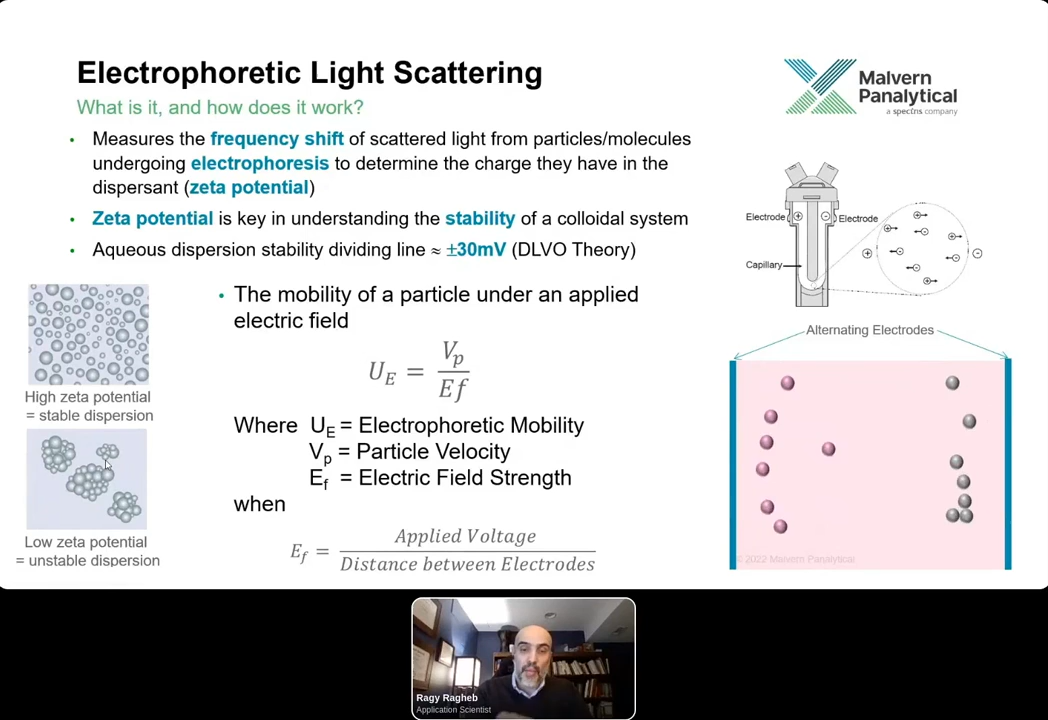 Electrophoretic Light Scattering
What is it, and how does it work?
• Measures the frequency shift of scattered light from particles/molecules
undergoing electrophoresis to determine the charge they have in the
dispersant (zeta potential)
• Zeta potential is key in understanding the stability of a colloidal system
• Aqueous dispersion stability dividing line ≈ ±30mV (DLVO Theory)
Malvern
Panalytical
a spectris company
Electrode
Electrode
Capillary
High zeta potential
= stable dispersion
Low zeta potential
= unstable dispersion
• The mobility of a particle under an applied
electric field
U_E = V_p / Ef
Where U_E = Electrophoretic Mobility
V_p = Particle Velocity
E_f = Electric Field Strength
when
E_f = Applied Voltage / Distance between Electrodes
Alternating Electrodes
© 2022 Malvern Panalytical
Ragy Ragheb
Application Scientist